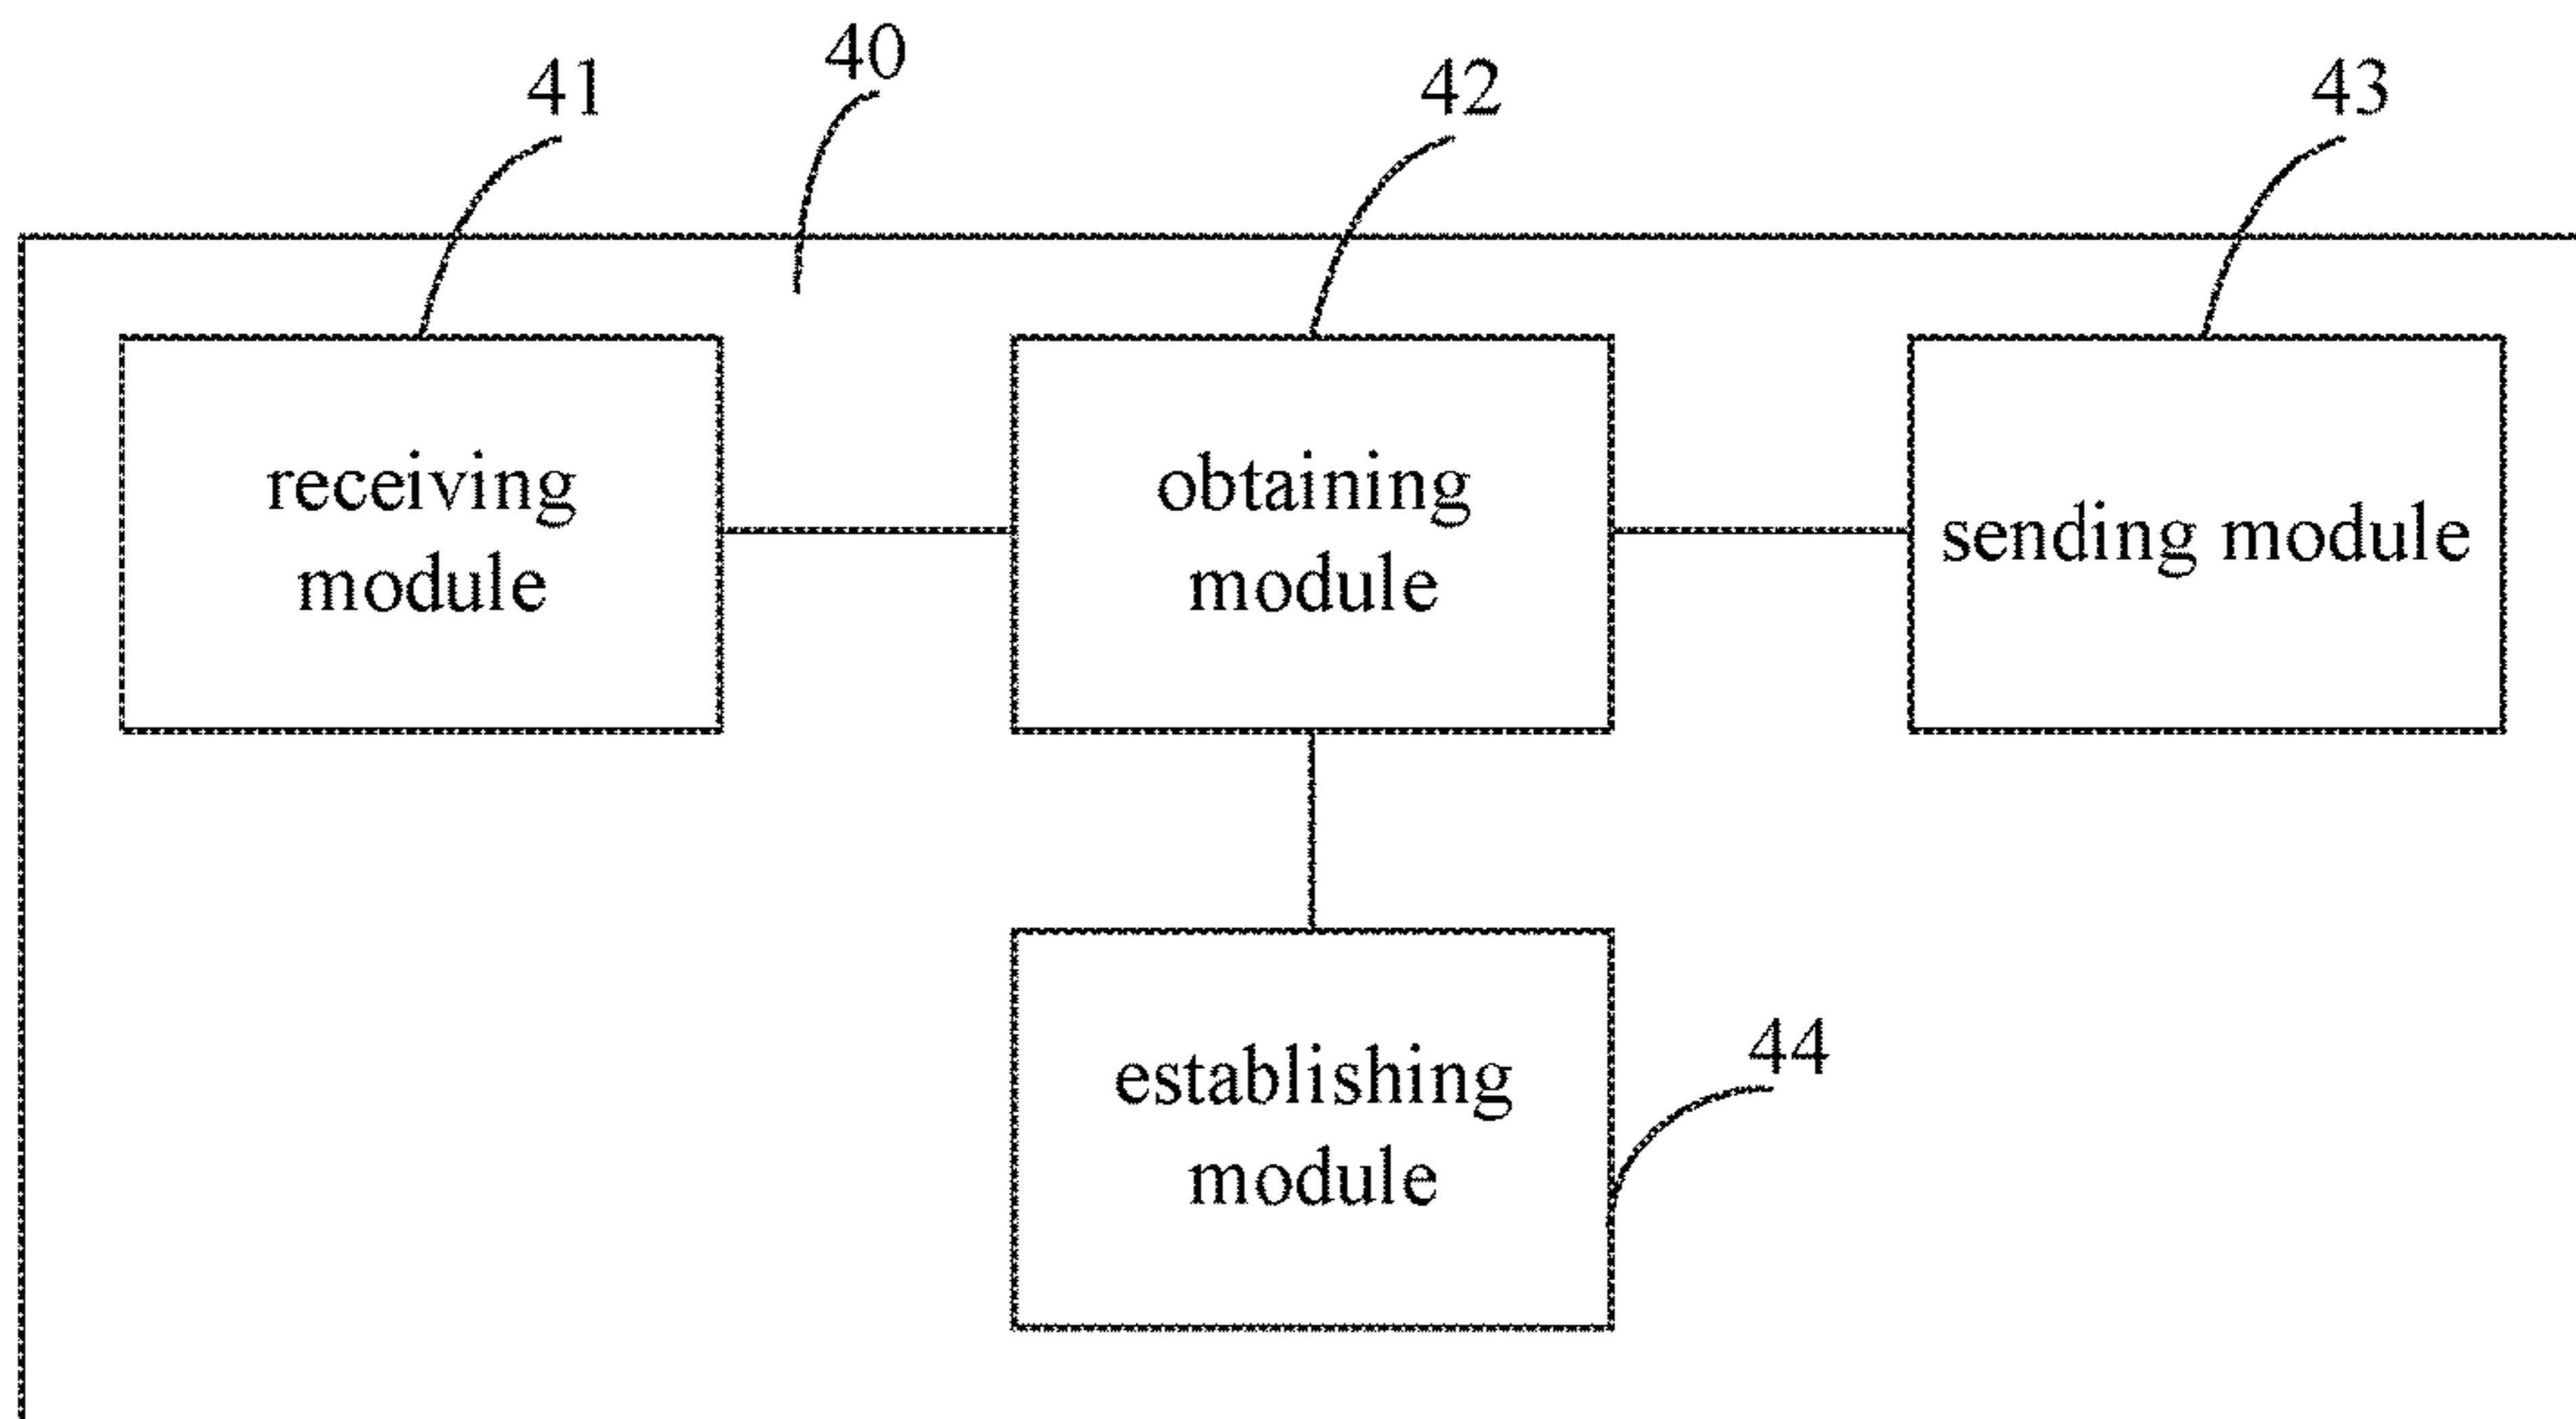 40
41
42
43
receiving
module
obtaining
module
sending module
establishing
module
44